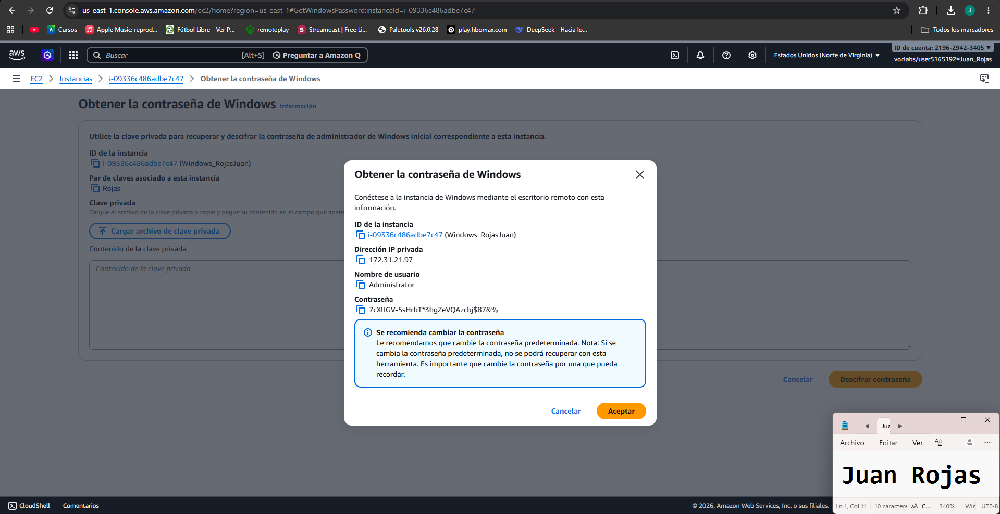 us-east-1.console.aws.amazon.com/ec2/home?region=us-east-1#GetWindowsPassword:instanceId=i-09336c486adbe7c47
J
Cursos
Apple Music: reprod...
Fútbol Libre - Ver P...
remoteplay
Streameast | Free Li...
Paletools v26.0.28
play.hbomax.com
DeepSeek - Hacia lo...
Todos los marcadores
aws
Buscar
[Alt+S]
Preguntar a Amazon Q
Estados Unidos (Norte de Virginia)
ID de cuenta: 2196-2942-3405
voclabs/user5165192=Juan_Rojas
EC2
Instancias
i-09336c486adbe7c47
Obtener la contraseña de Windows
Obtener la contraseña de Windows Información
Utilice la clave privada para recuperar y descifrar la contraseña de administrador de Windows inicial correspondiente a esta instancia.
ID de la instancia
i-09336c486adbe7c47 (Windows_RojasJuan)
Par de claves asociado a esta instancia
Rojas
Clave privada
Cargue el archivo de la clave privada o copie y pegue su contenido en el campo que apare
Cargar archivo de clave privada
Contenido de la clave privada
Contenido de la clave privada
Cancelar
Descifrar contraseña
Obtener la contraseña de Windows
Conéctese a la instancia de Windows mediante el escritorio remoto con esta
información.
ID de la instancia
i-09336c486adbe7c47 (Windows_RojasJuan)
Dirección IP privada
172.31.21.97
Nombre de usuario
Administrator
Contraseña
7cX!tGV-5sHrbT*3hgZeVQAzcbj$87&%
Se recomienda cambiar la contraseña
Le recomendamos que cambie la contraseña predeterminada. Nota: Si se
cambia la contraseña predeterminada, no se podrá recuperar con esta
herramienta. Es importante que cambie la contraseña por una que pueda
recordar.
Cancelar
Aceptar
Jua
Archivo
Editar
Ver
Juan Rojas
Ln 1, Col 11
10 caractere
C...
340%
Wir
UTF-8
CloudShell
Comentarios
© 2026, Amazon Web Services, Inc. o sus filiales.